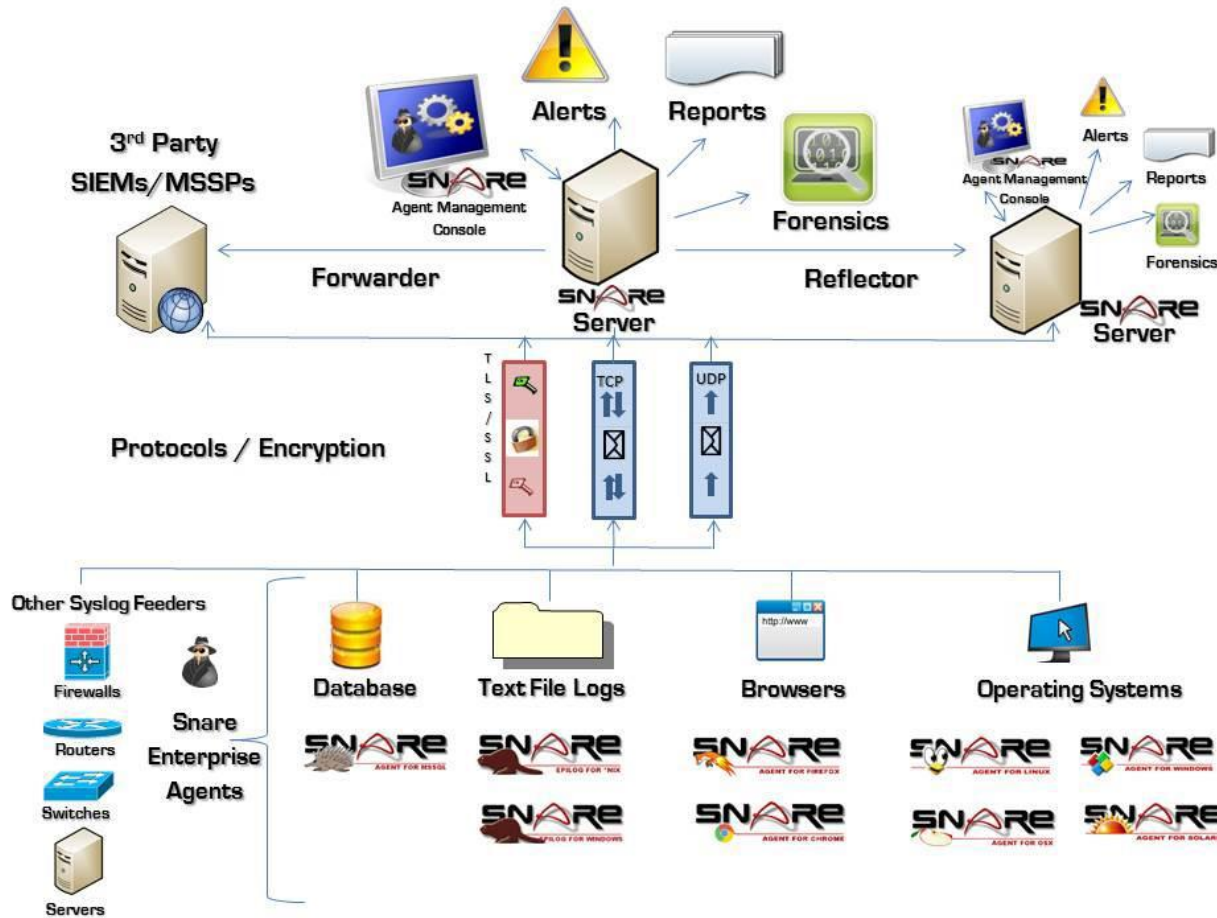 3rd Party
SIEMs/MSSPs
SNARE
Agent Management
Console
Alerts
Reports
Forensics
SNARE
Agent Management
Console
Alerts
Reports
Forensics
Forwarder
Reflector
SNARE
Server
SNARE
Server
TLS/SSL
TCP
UDP
Protocols / Encryption
Other Syslog Feeders
Firewalls
Routers
Switches
Servers
Snare
Enterprise
Agents
Database
SNARE
AGENT FOR MSSQL
Text File Logs
SNARE
EPILOG FOR *NIX
SNARE
EPILOG FOR WINDOWS
http://www
Browsers
SNARE
AGENT FOR FIREFOX
SNARE
AGENT FOR CHROME
Operating Systems
SNARE
AGENT FOR LINUX
SNARE
AGENT FOR WINDOWS
SNARE
AGENT FOR OSX
SNARE
AGENT FOR SOLARI